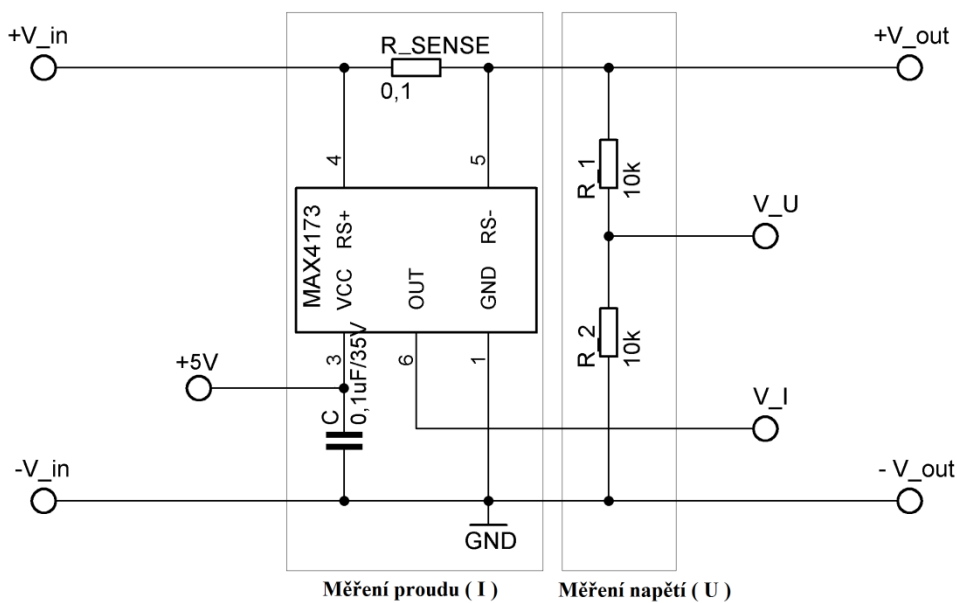 +V_in
R_SENSE
0,1
+V_out
4
5
MAX4173
RS+
RS-
VCC
OUT
GND
3
6
1
R_1
10k
V_U
R_2
10k
+5V
C
0,1uF/35V
V_I
-V_in
- V_out
GND
Měření proudu ( I )
Měření napětí ( U )